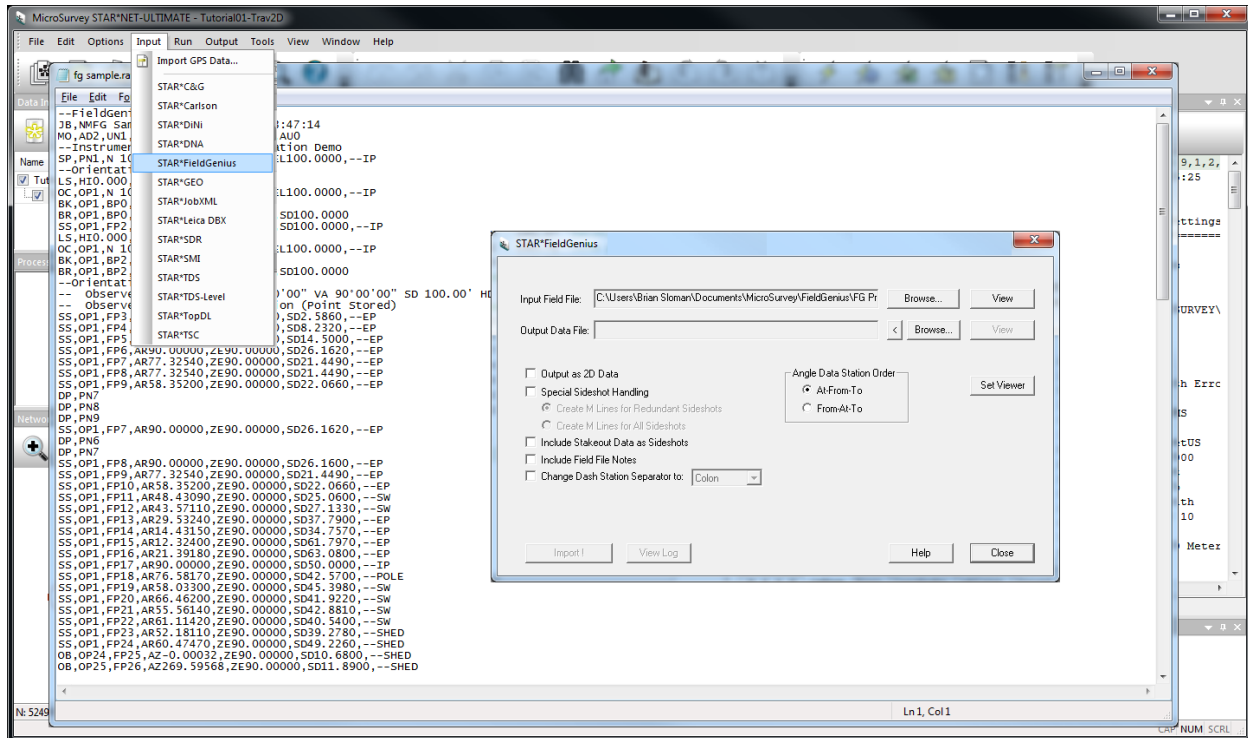 MicroSurvey STAR*NET-ULTIMATE - Tutorial01-Trav2D
File Edit Options Input Run Output Tools View Window Help
Import GPS Data...
STAR*C&G
STAR*Carlson
STAR*DiNi
STAR*DNA
STAR*FieldGenius
STAR*GEO
STAR*JobXML
STAR*Leica DBX
STAR*SDR
STAR*SMI
STAR*TDS
STAR*TDS-Level
STAR*TopDL
STAR*TSC
fg sample.ra
File Edit Fo
Data In
Name
Tut
Process
Networ
N: 5249
--FieldGen
JB,NMFG Sam :47:14
MO,AD2,UN1 AU0
--Instrumen ation Demo
SP,PN1,N 10 EL100.0000,--IP
--Orientat
LS,HI0.000
OC,OP1,N 10 EL100.0000,--IP
BK,OP1,BP0
BR,OP1,BP0 SD100.0000
SS,OP1,FP2 SD100.0000,--IP
LS,HI0.000
OC,OP1,N 10 EL100.0000,--IP
BK,OP1,BP2
BR,OP1,BP2 SD100.0000
--Orientat
-- Observe 0'00" VA 90°00'00" SD 100.00' HD
-- Observe on (Point Stored)
SS,OP1,FP3 ,SD2.5860,--EP
SS,OP1,FP4 ,SD8.2320,--EP
SS,OP1,FP5 ,SD14.5000,--EP
SS,OP1,FP6,AR90.00000,ZE90.00000,SD26.1620,--EP
SS,OP1,FP7,AR77.32540,ZE90.00000,SD21.4490,--EP
SS,OP1,FP8,AR77.32540,ZE90.00000,SD21.4490,--EP
SS,OP1,FP9,AR58.35200,ZE90.00000,SD22.0660,--EP
DP,PN7
DP,PN8
DP,PN9
SS,OP1,FP7,AR90.00000,ZE90.00000,SD26.1620,--EP
DP,PN6
DP,PN7
SS,OP1,FP8,AR90.00000,ZE90.00000,SD26.1600,--EP
SS,OP1,FP9,AR77.32540,ZE90.00000,SD21.4490,--EP
SS,OP1,FP10,AR58.35200,ZE90.00000,SD22.0660,--EP
SS,OP1,FP11,AR48.43090,ZE90.00000,SD25.0600,--SW
SS,OP1,FP12,AR43.57110,ZE90.00000,SD27.1330,--SW
SS,OP1,FP13,AR29.53240,ZE90.00000,SD37.7900,--EP
SS,OP1,FP14,AR14.43150,ZE90.00000,SD34.7570,--EP
SS,OP1,FP15,AR12.32400,ZE90.00000,SD61.7970,--EP
SS,OP1,FP16,AR21.39180,ZE90.00000,SD63.0800,--EP
SS,OP1,FP17,AR90.00000,ZE90.00000,SD50.0000,--IP
SS,OP1,FP18,AR76.58170,ZE90.00000,SD42.5700,--POLE
SS,OP1,FP19,AR58.03300,ZE90.00000,SD45.3980,--SW
SS,OP1,FP20,AR66.46200,ZE90.00000,SD41.9220,--SW
SS,OP1,FP21,AR55.56140,ZE90.00000,SD42.8810,--SW
SS,OP1,FP22,AR61.11420,ZE90.00000,SD40.5400,--SW
SS,OP1,FP23,AR52.18110,ZE90.00000,SD39.2780,--SHED
SS,OP1,FP24,AR60.47470,ZE90.00000,SD49.2260,--SHED
OB,OP24,FP25,AZ-0.00032,ZE90.00000,SD10.6800,--SHED
OB,OP25,FP26,AZ269.59568,ZE90.00000,SD11.8900,--SHED
Ln1, Col1
STAR*FieldGenius
Input Field File: C:\Users\Brian Sloman\Documents\MicroSurvey\FieldGenius\FG Pr Browse... View
Output Data File: < Browse... View
Output as 2D Data
Special Sideshot Handling
Create M Lines for Redundant Sideshots
Create M Lines for All Sideshots
Include Stakeout Data as Sideshots
Include Field File Notes
Change Dash Station Separator to: Colon
Angle Data Station Order
At-From-To
From-At-To
Set Viewer
Import ! View Log Help Close
9,1,2,
:25
ttings
======
SURVEY\
h Erro
MS
tUS
00
th
10
Meter
CAP NUM SCRL